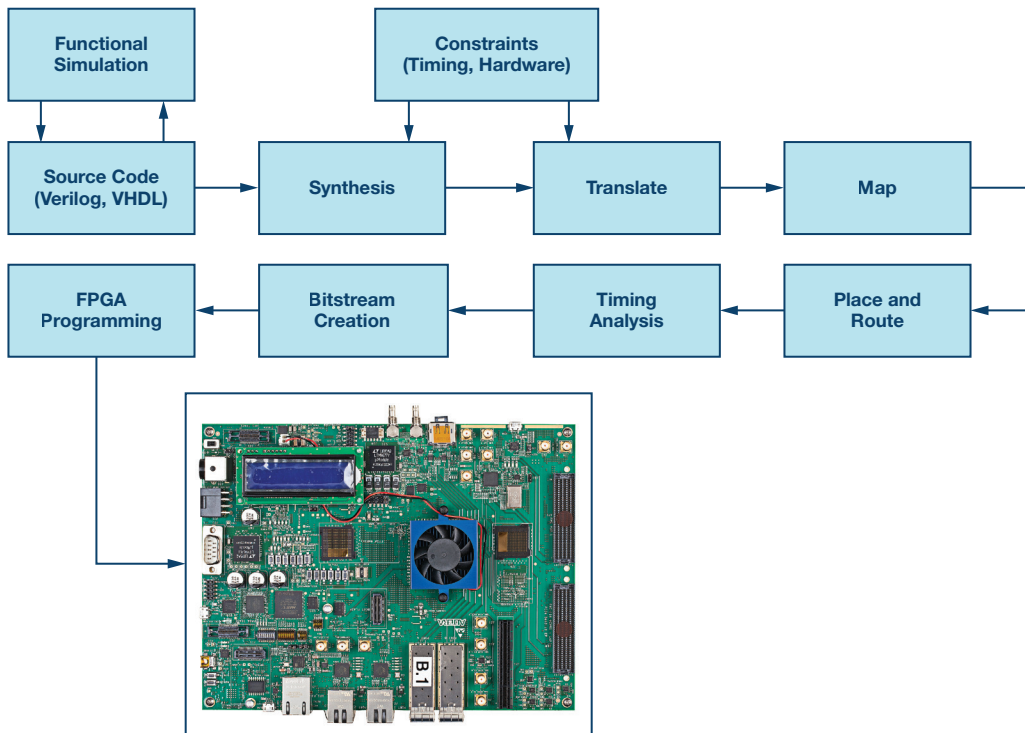 Functional
Simulation
Constraints
(Timing, Hardware)
Source Code
(Verilog, VHDL)
Synthesis
Translate
Map
FPGA
Programming
Bitstream
Creation
Timing
Analysis
Place and
Route
B.1